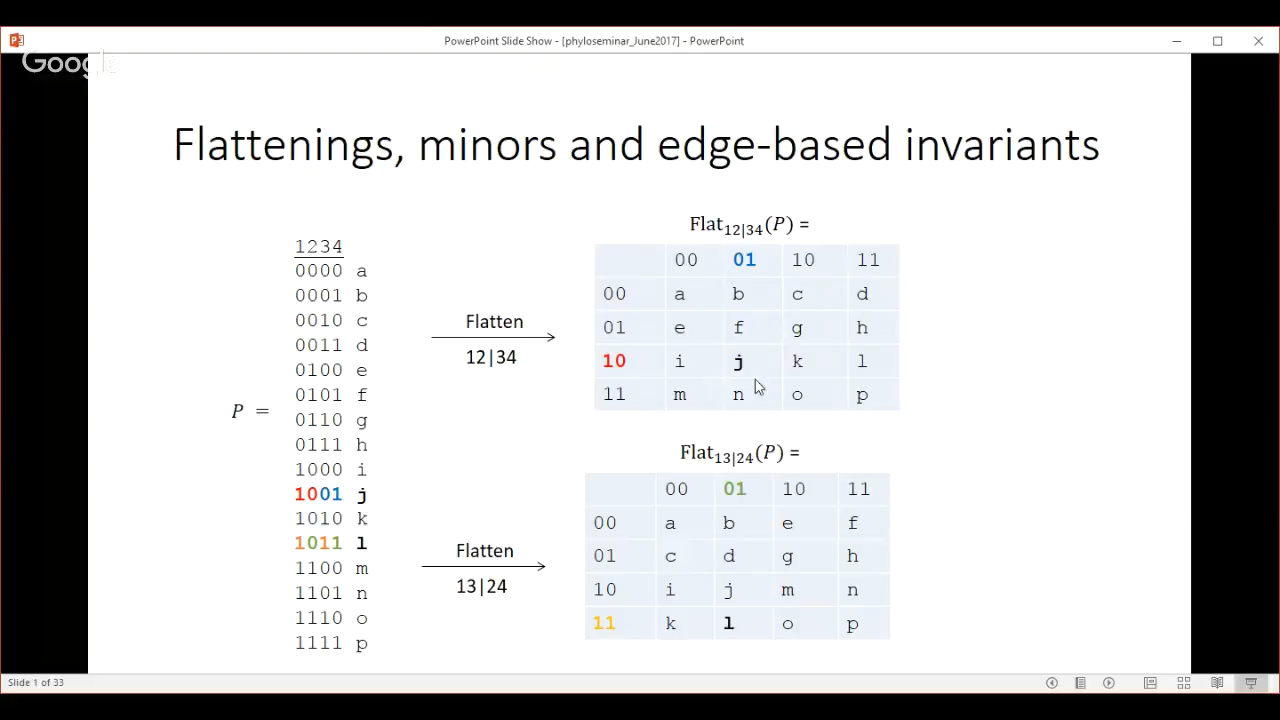 PowerPoint Slide Show - [phyloseminar_June2017] - PowerPoint
Google
Flattenings, minors and edge-based invariants
P =
1234
0000 a
0001 b
0010 c
0011 d
0100 e
0101 f
0110 g
0111 h
1000 i
1001 j
1010 k
1011 l
1100 m
1101 n
1110 o
1111 p
Flatten
12|34
Flat12|34(P) =
00 01 10 11
00 a b c d
01 e f g h
10 i j k l
11 m n o p
Flatten
13|24
Flat13|24(P) =
00 01 10 11
00 a b e f
01 c d g h
10 i j m n
11 k l o p
Slide 1 of 33